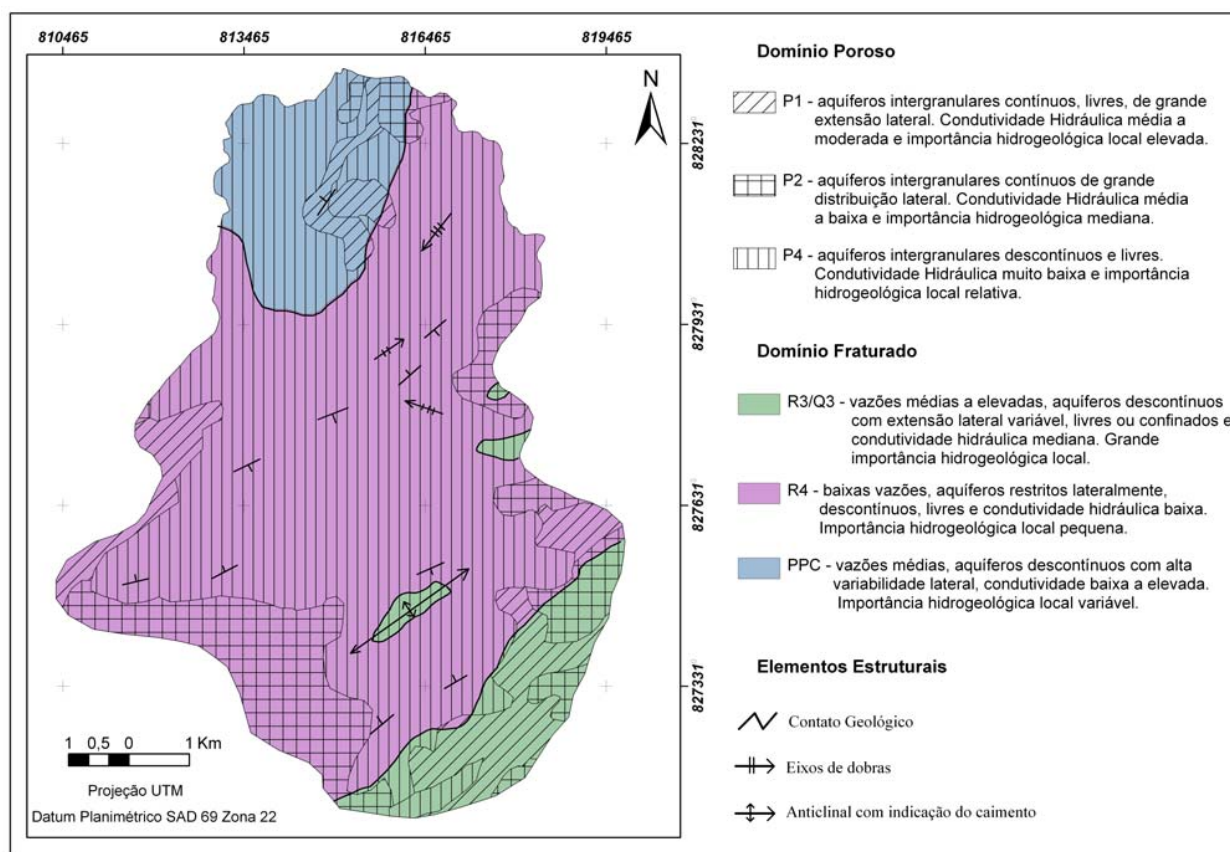 810465
813465
816465
819465
N
828231
827931
827631
827331
1 0,5 0 1 Km
Projeção UTM
Datum Planimétrico SAD 69 Zona 22
Domínio Poroso
P1 - aquíferos intergranulares contínuos, livres, de grande
extensão lateral. Condutividade Hidráulica média a
moderada e importância hidrogeológica local elevada.
P2 - aquíferos intergranulares contínuos de grande
distribuição lateral. Condutividade Hidráulica média
a baixa e importância hidrogeológica mediana.
P4 - aquíferos intergranulares descontínuos e livres.
Condutividade Hidráulica muito baixa e importância
hidrogeológica local relativa.
Domínio Fraturado
R3/Q3 - vazões médias a elevadas, aquíferos descontínuos
com extensão lateral variável, livres ou confinados e
condutividade hidráulica mediana. Grande
importância hidrogeológica local.
R4 - baixas vazões, aquíferos restritos lateralmente,
descontínuos, livres e condutividade hidráulica baixa.
Importância hidrogeológica local pequena.
PPC - vazões médias, aquíferos descontínuos com alta
variabilidade lateral, condutividade baixa a elevada.
Importância hidrogeológica local variável.
Elementos Estruturais
Contato Geológico
Eixos de dobras
Anticlinal com indicação do caimento